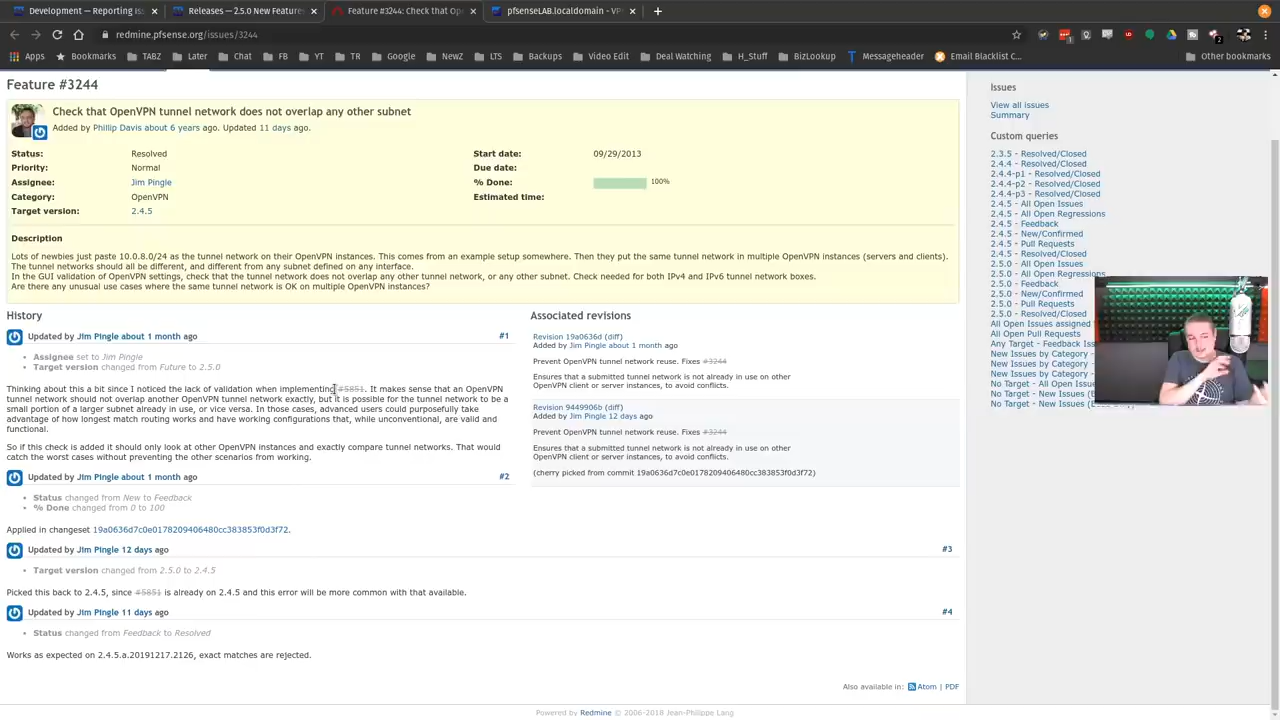 Development — Reporting Iss
Releases — 2.5.0 New Feature
Feature #3244: Check that Op
pfsenseLAB.localdomain - VP
redmine.pfsense.org/issues/3244
Apps
Bookmarks
TABZ
Later
Chat
FB
YT
TR
Google
NewZ
LTS
Backups
Video Edit
Deal Watching
H_Stuff
BizLookup
Messageheader
Email Blacklist C...
Other bookmarks
Feature #3244
Check that OpenVPN tunnel network does not overlap any other subnet
Added by Phillip Davis about 6 years ago. Updated 11 days ago.
Status: Resolved
Start date: 09/29/2013
Priority: Normal
Due date:
Assignee: Jim Pingle
% Done: 100%
Category: OpenVPN
Estimated time:
Target version: 2.4.5
Description
Lots of newbies just paste 10.0.8.0/24 as the tunnel network on their OpenVPN instances. This comes from an example setup somewhere. Then they put the same tunnel network in multiple OpenVPN instances (servers and clients).
The tunnel networks should all be different, and different from any subnet defined on any interface.
In the GUI validation of OpenVPN settings, check that the tunnel network does not overlap any other tunnel network, or any other subnet. Check needed for both IPv4 and IPv6 tunnel network boxes.
Are there any unusual use cases where the same tunnel network is OK on multiple OpenVPN instances?
History
Updated by Jim Pingle about 1 month ago
#1
Assignee set to Jim Pingle
Target version changed from Future to 2.5.0
Thinking about this a bit since I noticed the lack of validation when implementing #5851. It makes sense that an OpenVPN
tunnel network should not overlap another OpenVPN tunnel network exactly, but it is possible for the tunnel network to be a
small portion of a larger subnet already in use, or vice versa. In those cases, advanced users could purposefully take
advantage of how longest match routing works and have working configurations that, while unconventional, are valid and
functional.
So if this check is added it should only look at other OpenVPN instances and exactly compare tunnel networks. That would
catch the worst cases without preventing the other scenarios from working.
Updated by Jim Pingle about 1 month ago
#2
Status changed from New to Feedback
% Done changed from 0 to 100
Applied in changeset 19a0636d7c0e0178209406480cc383853f0d3f72.
Updated by Jim Pingle 12 days ago
#3
Target version changed from 2.5.0 to 2.4.5
Picked this back to 2.4.5, since #5851 is already on 2.4.5 and this error will be more common with that available.
Updated by Jim Pingle 11 days ago
#4
Status changed from Feedback to Resolved
Works as expected on 2.4.5.a.20191217.2126, exact matches are rejected.
Associated revisions
Revision 19a0636d (diff)
Added by Jim Pingle about 1 month ago
Prevent OpenVPN tunnel network reuse. Fixes #3244
Ensures that a submitted tunnel network is not already in use on other
OpenVPN client or server instances, to avoid conflicts.
Revision 9449906b (diff)
Added by Jim Pingle 12 days ago
Prevent OpenVPN tunnel network reuse. Fixes #3244
Ensures that a submitted tunnel network is not already in use on other
OpenVPN client or server instances, to avoid conflicts.
(cherry picked from commit 19a0636d7c0e0178209406480cc383853f0d3f72)
Issues
View all issues
Summary
Custom queries
2.3.5 - Resolved/Closed
2.4.4 - Resolved/Closed
2.4.4-p1 - Resolved/Closed
2.4.4-p2 - Resolved/Closed
2.4.4-p3 - Resolved/Closed
2.4.5 - All Open Issues
2.4.5 - All Open Regressions
2.4.5 - Feedback
2.4.5 - New/Confirmed
2.4.5 - Pull Requests
2.4.5 - Resolved/Closed
2.5.0 - All Open Issues
2.5.0 - All Open Regressions
2.5.0 - Feedback
2.5.0 - New/Confirmed
2.5.0 - Pull Requests
2.5.0 - Resolved/Closed
All Open Issues assigned
All Open Pull Requests
Any Target - Feedback Iss
New Issues by Category -
New Issues by Category -
New Issues by Category -
No Target - All Open Issue
No Target - New Issues (
No Target - New Issues (
Also available in: Atom | PDF
Powered by Redmine © 2006-2018 Jean-Philippe Lang